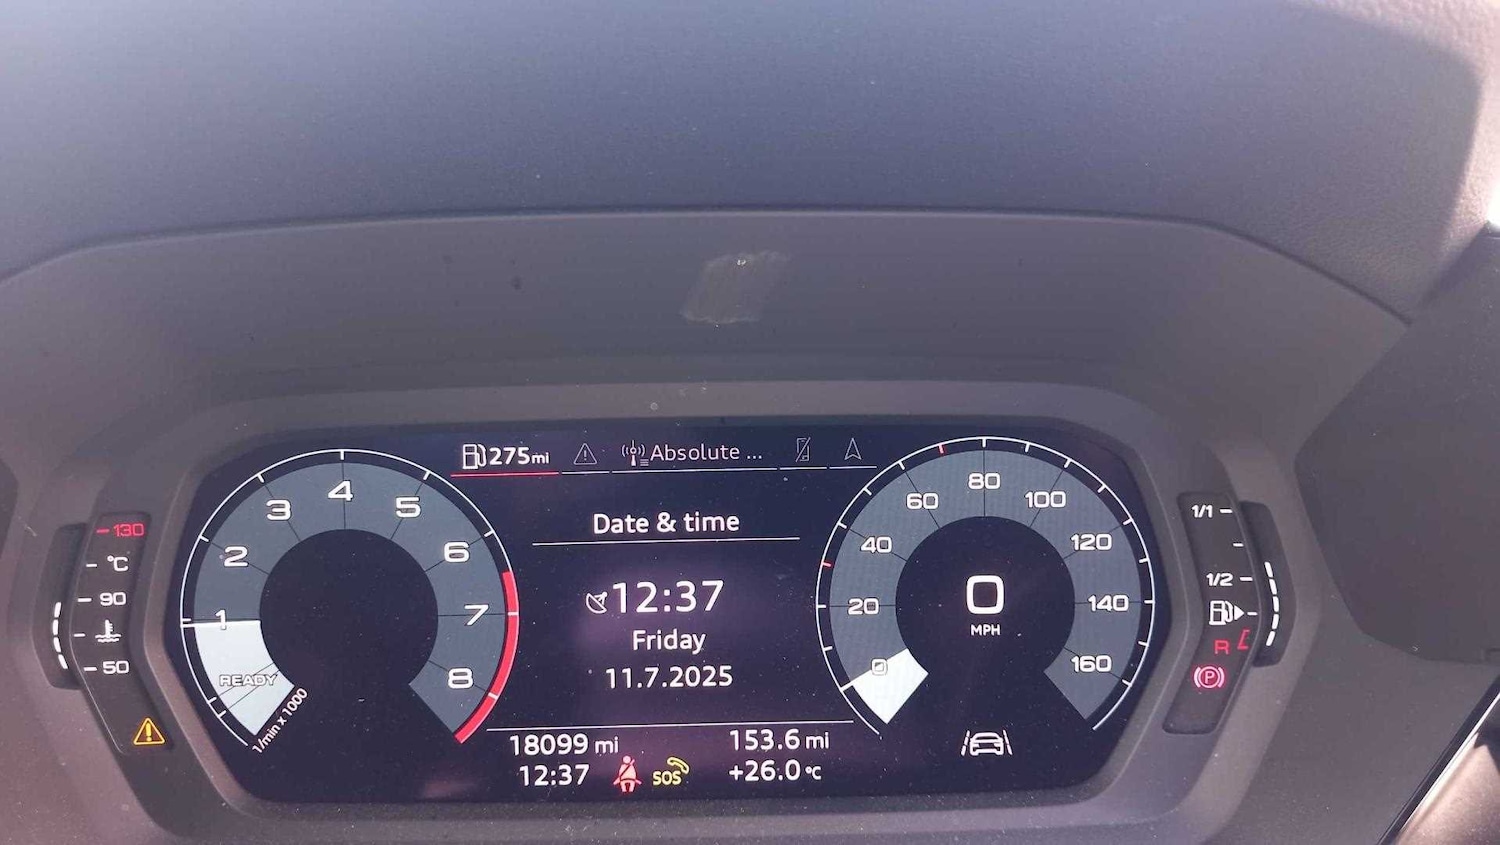 275mi
Absolute ...
Date & time
12:37
Friday
11.7.2025
18099 mi
12:37
SOS
153.6 mi
+26.0°C
1
2
3
4
5
6
7
8
READY
1/min x 1000
0
20
40
60
80
100
120
140
160
0
MPH
130
°C
90
50
1/1
1/2
R
P